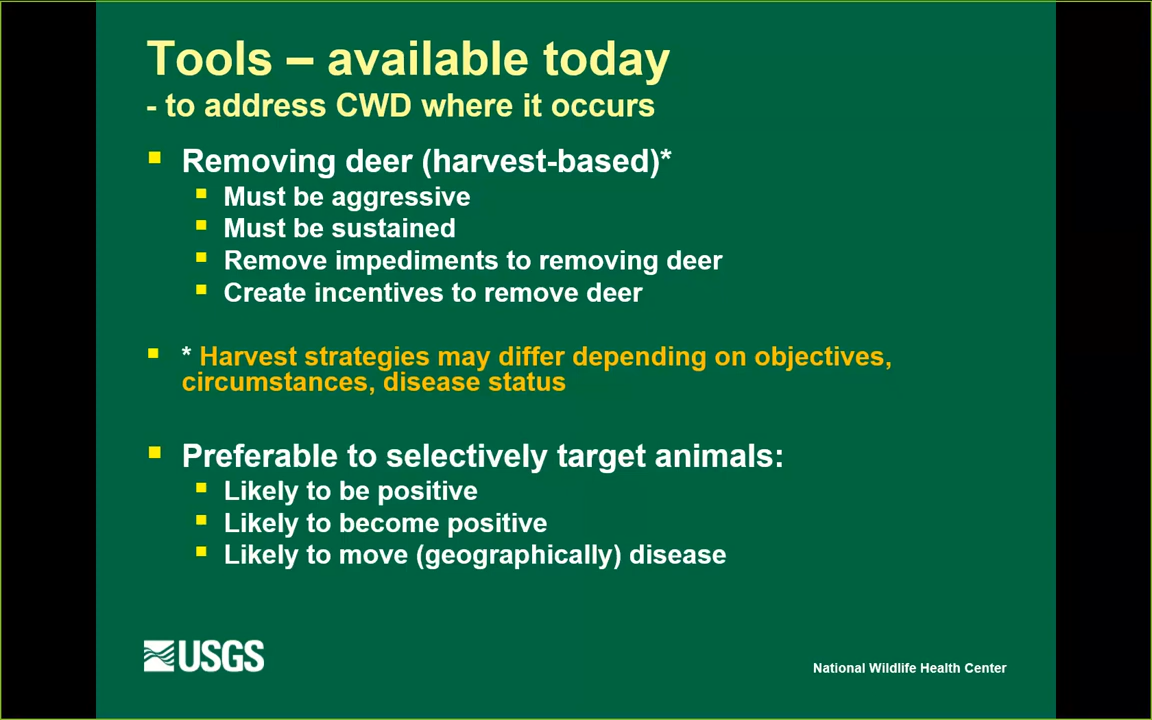 Tools – available today
- to address CWD where it occurs
Removing deer (harvest-based)*
Must be aggressive
Must be sustained
Remove impediments to removing deer
Create incentives to remove deer
* Harvest strategies may differ depending on objectives,
circumstances, disease status
Preferable to selectively target animals:
Likely to be positive
Likely to become positive
Likely to move (geographically) disease
USGS
National Wildlife Health Center